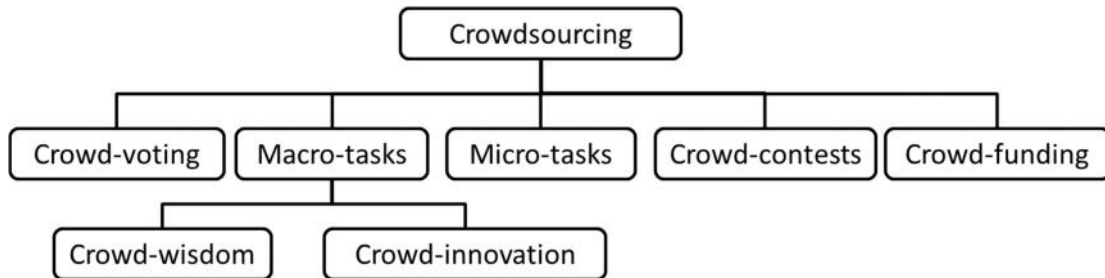 Crowdsourcing
Crowd-voting
Macro-tasks
Micro-tasks
Crowd-contests
Crowd-funding
Crowd-wisdom
Crowd-innovation